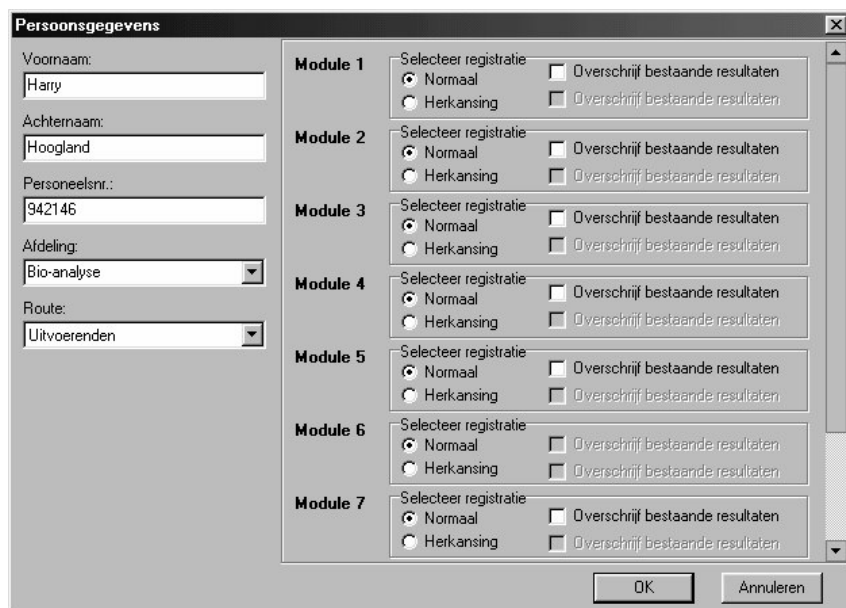 Persoonsgegevens
Voornaam:
Harry
Achternaam:
Hoogland
Personeelsnr.:
942146
Afdeling:
Bio-analyse
Route:
Uitvoerenden
Module 1
Selecteer registratie
Normaal
Overschrijf bestaande resultaten
Herkansing
Overschrijf bestaande resultaten
Module 2
Selecteer registratie
Normaal
Overschrijf bestaande resultaten
Herkansing
Overschrijf bestaande resultaten
Module 3
Selecteer registratie
Normaal
Overschrijf bestaande resultaten
Herkansing
Overschrijf bestaande resultaten
Module 4
Selecteer registratie
Normaal
Overschrijf bestaande resultaten
Herkansing
Overschrijf bestaande resultaten
Module 5
Selecteer registratie
Normaal
Overschrijf bestaande resultaten
Herkansing
Overschrijf bestaande resultaten
Module 6
Selecteer registratie
Normaal
Overschrijf bestaande resultaten
Herkansing
Overschrijf bestaande resultaten
Module 7
Selecteer registratie
Normaal
Overschrijf bestaande resultaten
Herkansing
Overschrijf bestaande resultaten
OK
Annuleren